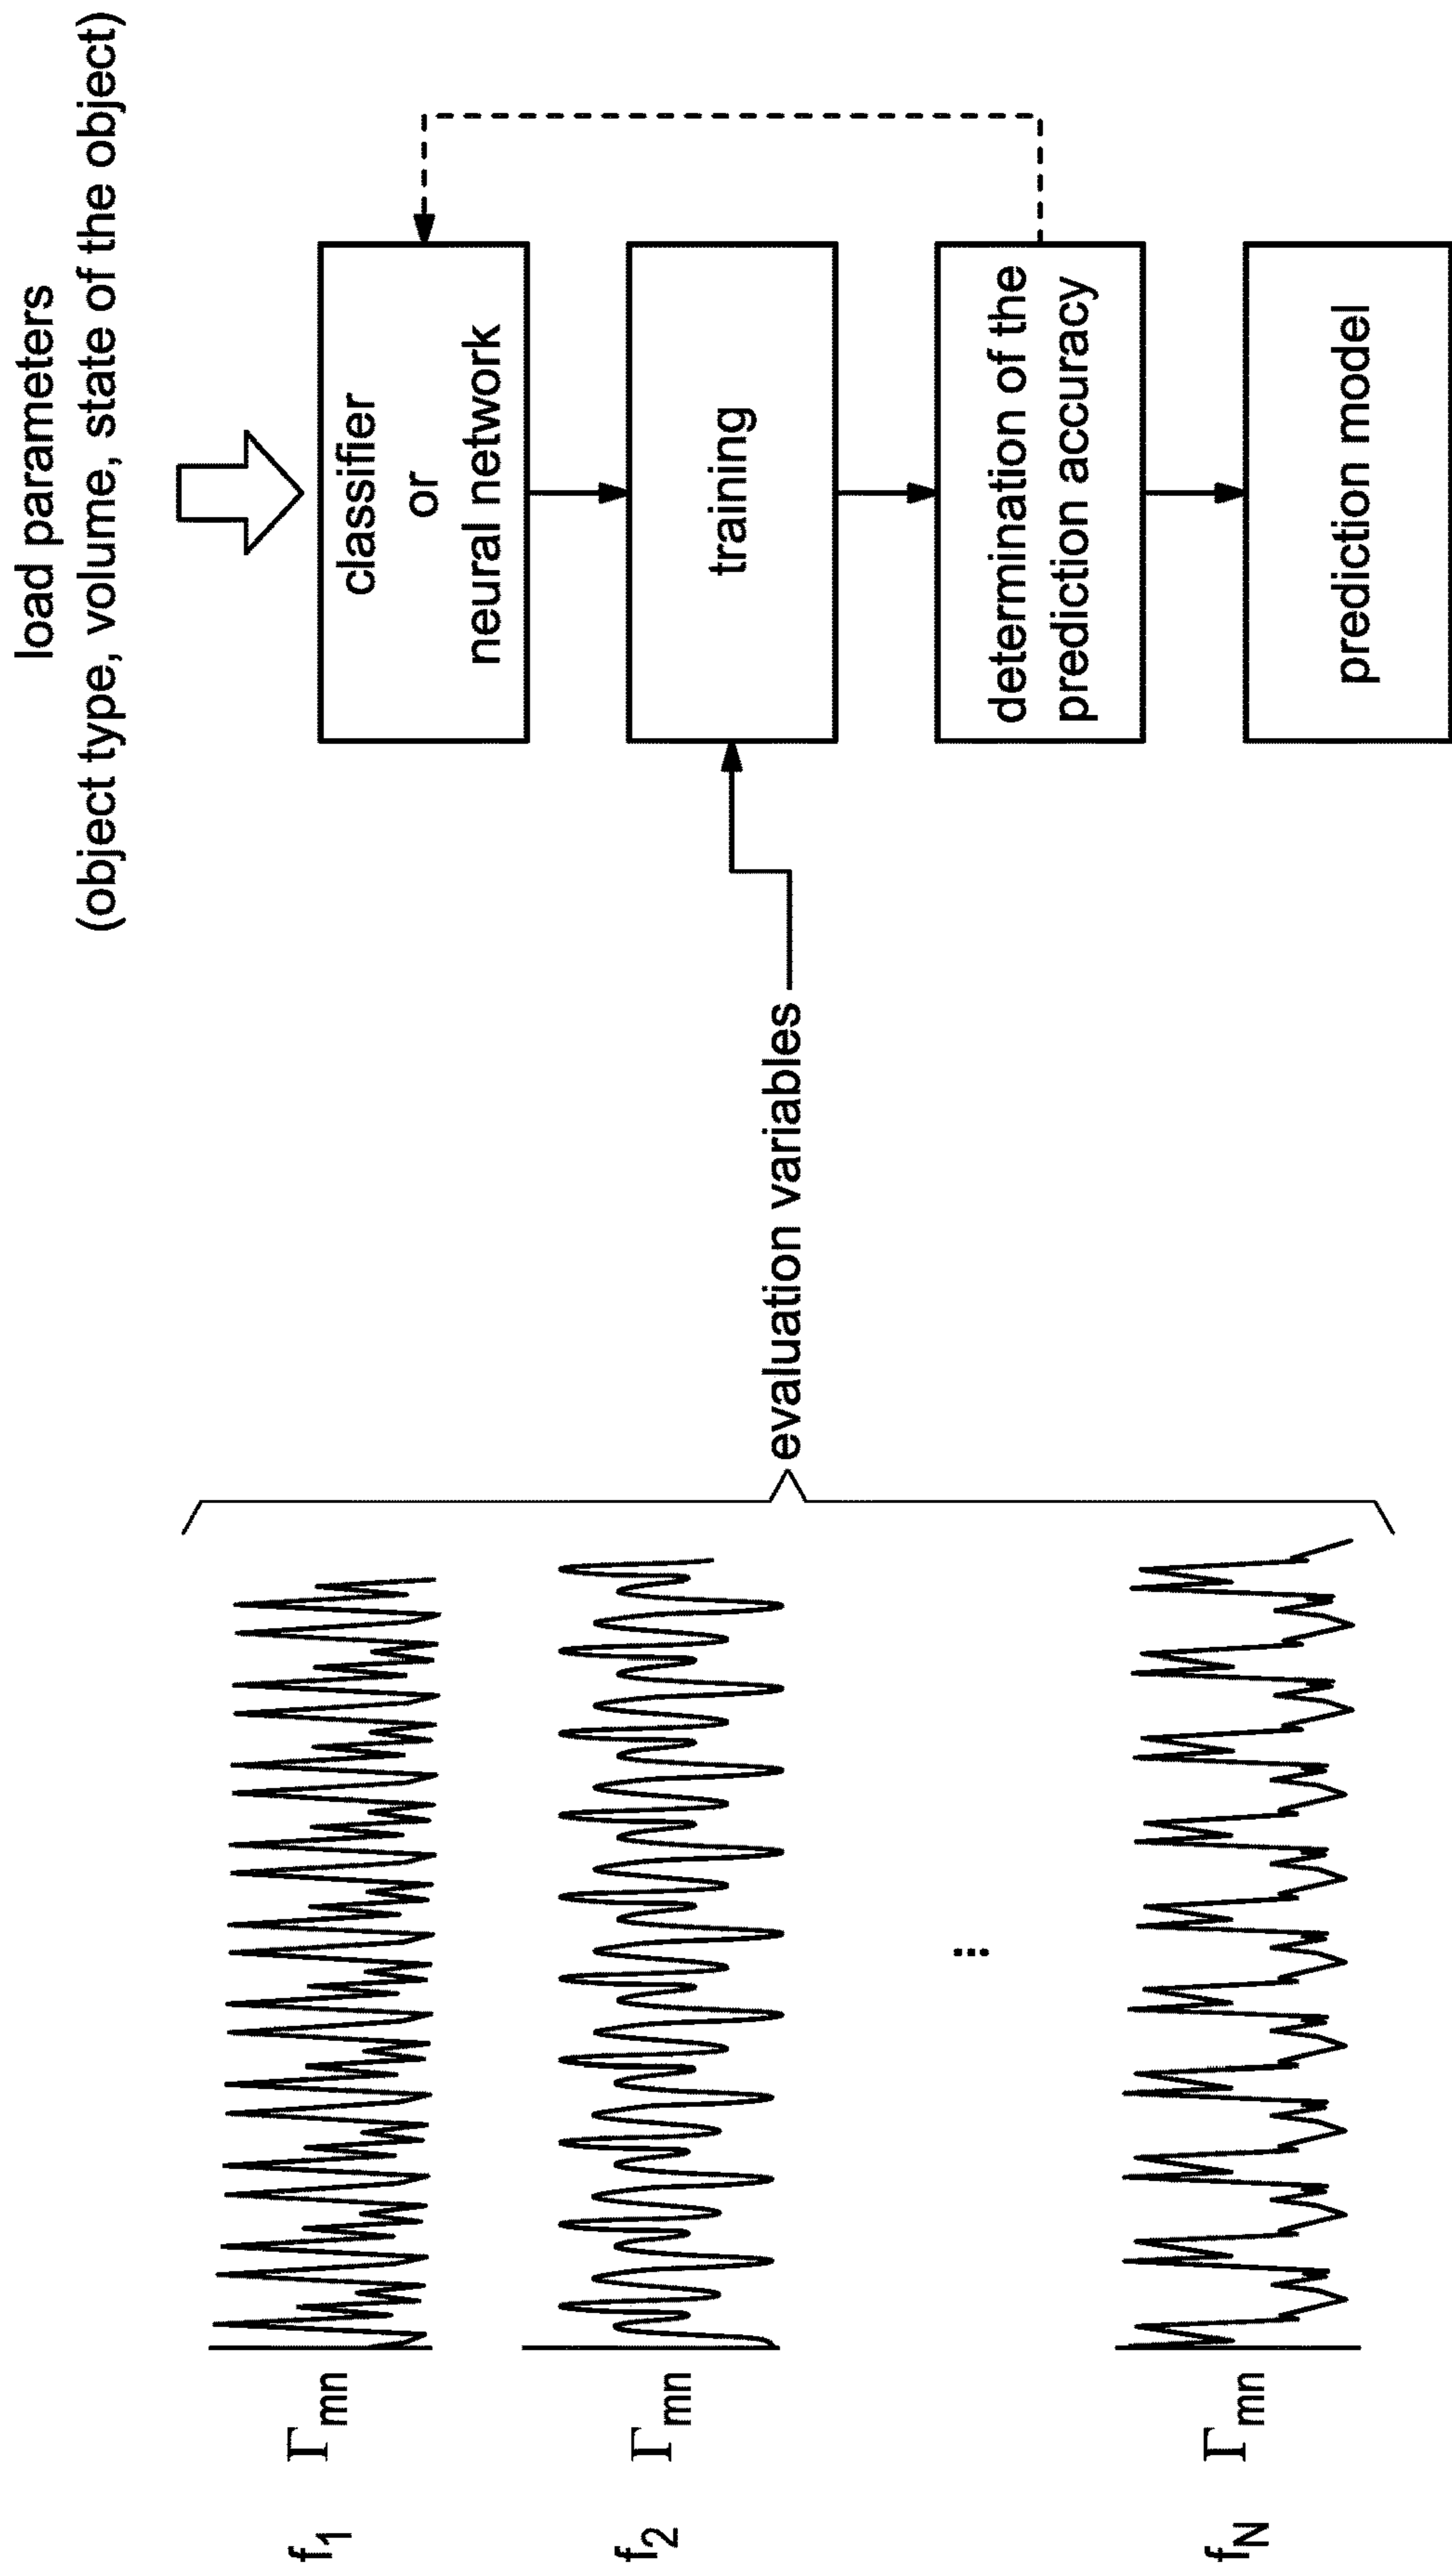 load parameters
(object type, volume, state of the object)
classifier
or
neural network
training
determination of the
prediction accuracy
prediction model
evaluation variables
f1 Γmn
f2 Γmn
...
fN Γmn